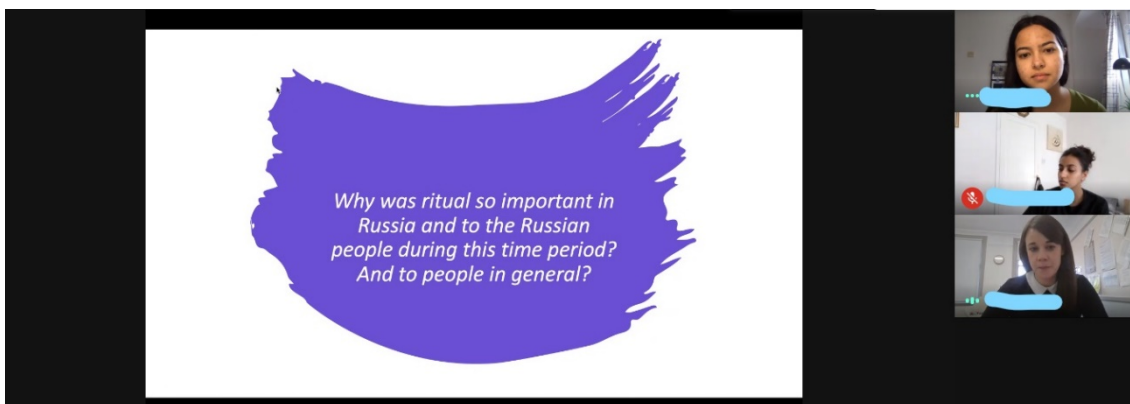 Why was ritual so important in
Russia and to the Russian
people during this time period?
And to people in general?